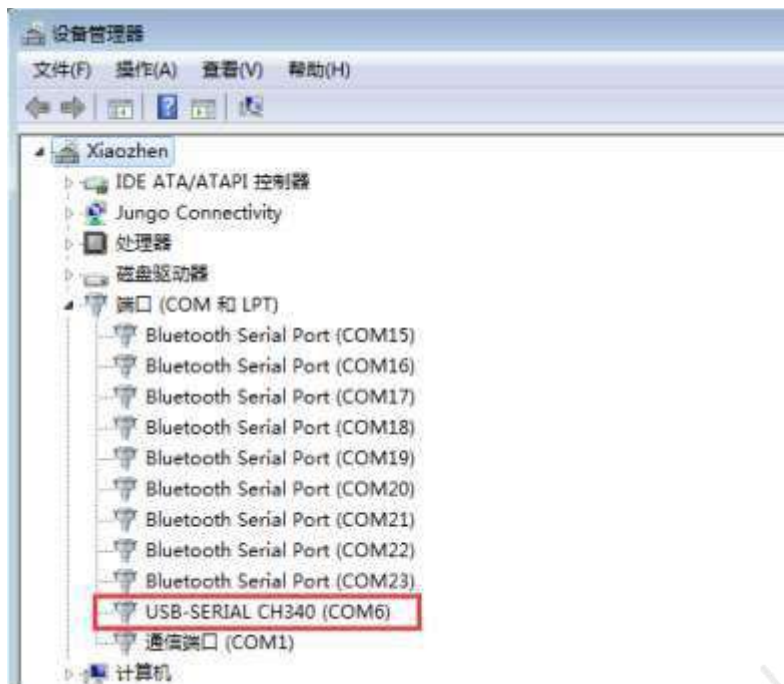 设备管理器
文件(F) 操作(A) 查看(V) 帮助(H)
Xiaozhen
IDE ATA/ATAPI 控制器
Jungo Connectivity
处理器
磁盘驱动器
端口 (COM 和 LPT)
Bluetooth Serial Port (COM15)
Bluetooth Serial Port (COM16)
Bluetooth Serial Port (COM17)
Bluetooth Serial Port (COM18)
Bluetooth Serial Port (COM19)
Bluetooth Serial Port (COM20)
Bluetooth Serial Port (COM21)
Bluetooth Serial Port (COM22)
Bluetooth Serial Port (COM23)
USB-SERIAL CH340 (COM6)
通信端口 (COM1)
计算机